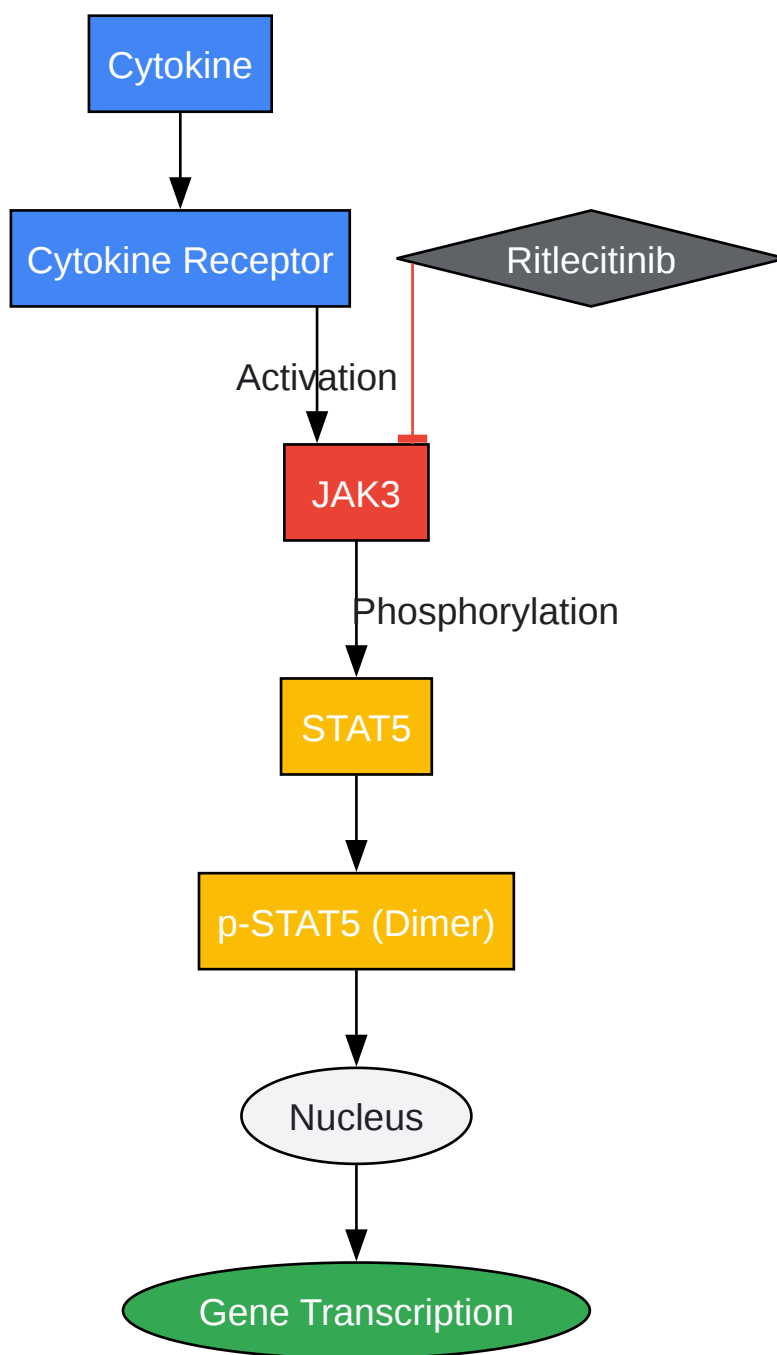 Cytokine
Cytokine Receptor
Ritlecitinib
Activation
JAK3
Phosphorylation
STAT5
p-STAT5 (Dimer)
Nucleus
Gene Transcription